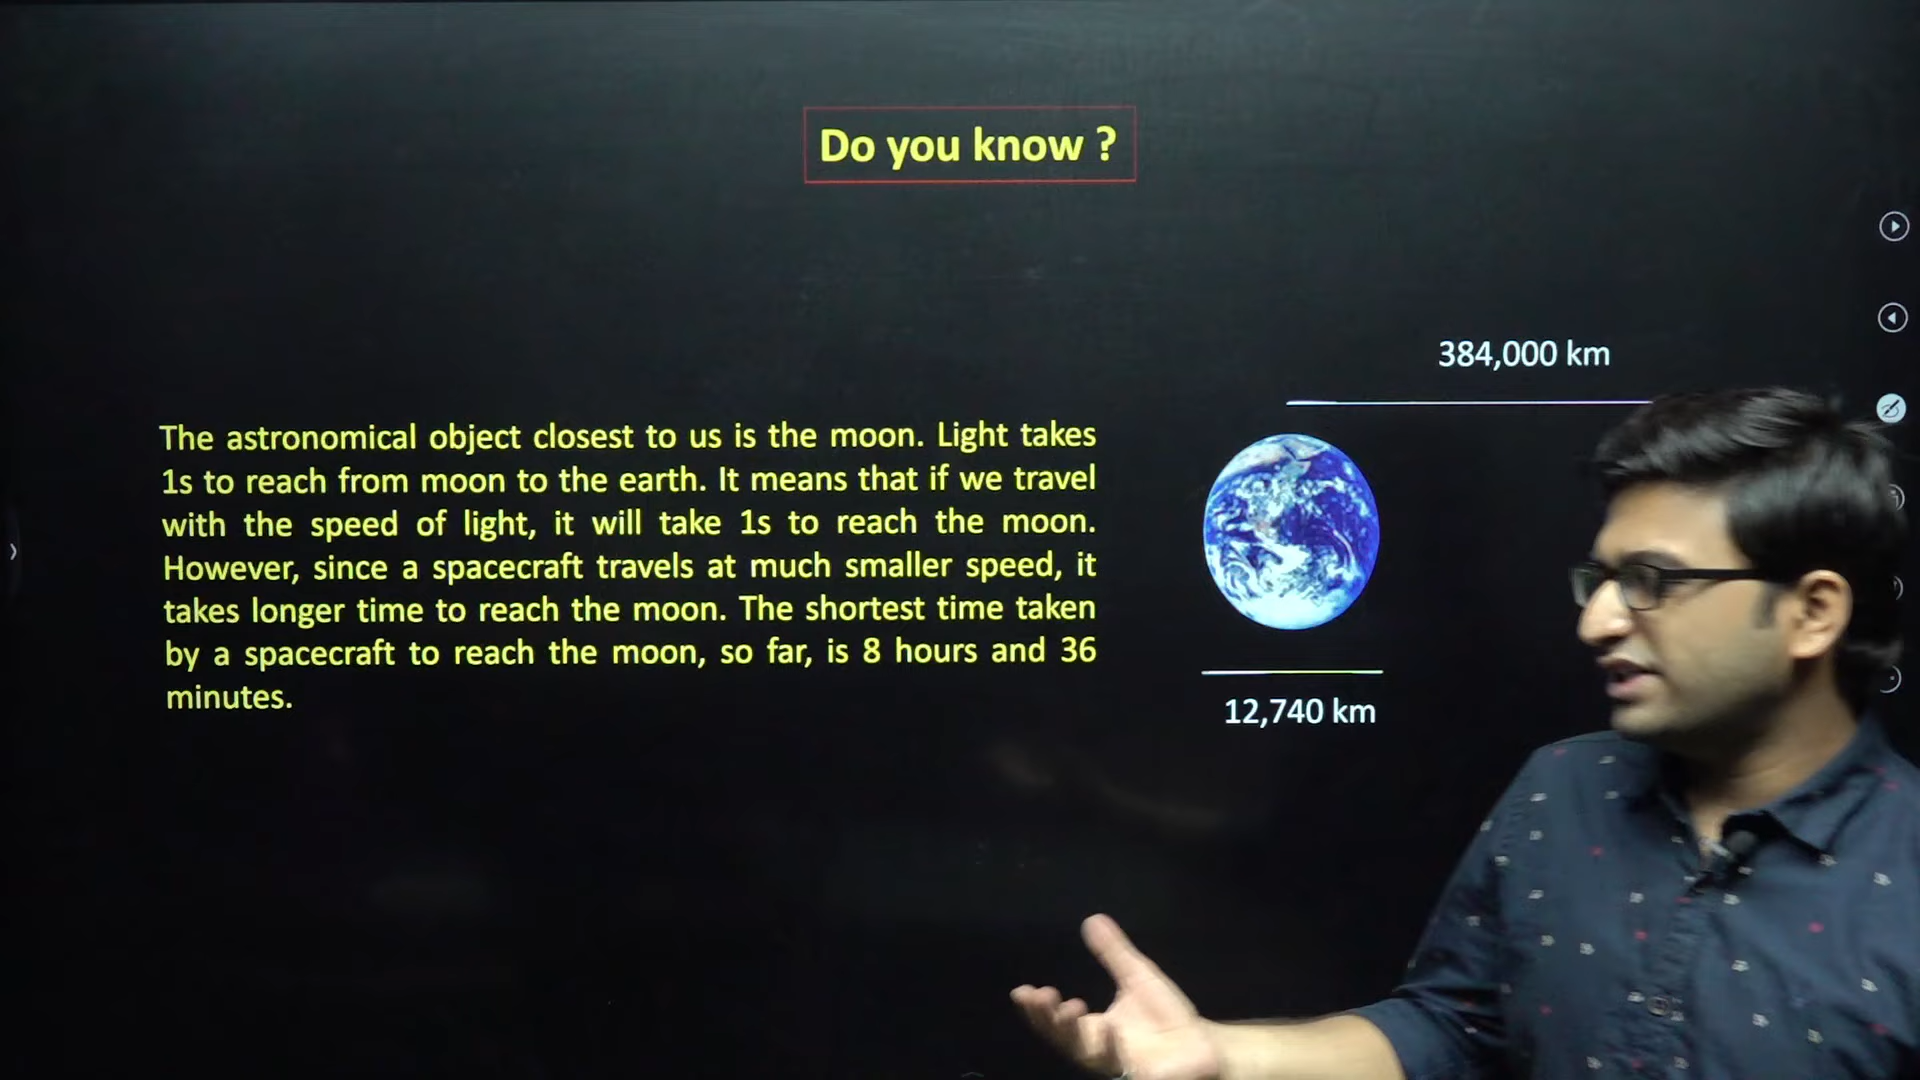 Do you know ?
384,000 km
The astronomical object closest to us is the moon. Light takes
1s to reach from moon to the earth. It means that if we travel
with the speed of light, it will take 1s to reach the moon.
However, since a spacecraft travels at much smaller speed, it
takes longer time to reach the moon. The shortest time taken
by a spacecraft to reach the moon, so far, is 8 hours and 36
minutes.
12,740 km